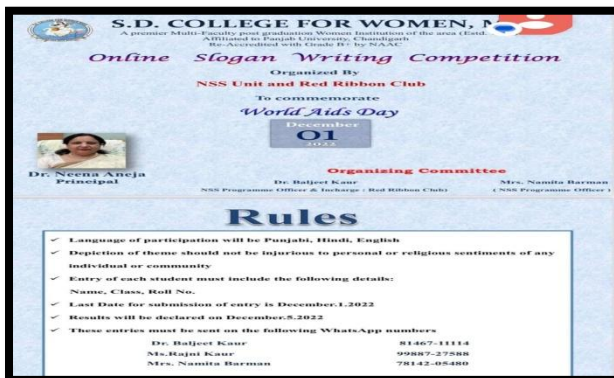 S.D. COLLEGE FOR WOMEN, M
A premier Multi-Faculty post graduation Women Institution of the area (Estd.
Affiliated to Panjab University, Chandigarh
Re-Accredited with Grade B+ by NAAC
Online Slogan Writing Competition
Organized By
NSS Unit and Red Ribbon Club
To commemorate
World Aids Day
December
01
2022
Dr. Neena Aneja
Principal
Organizing Committee
Dr. Baljeet Kaur
NSS Programme Officer & Incharge : Red Ribbon Club)
Mrs. Namita Barman
( NSS Programme Officer )
Rules
✓ Language of participation will be Punjabi, Hindi, English
✓ Depiction of theme should not be injurious to personal or religious sentiments of any
individual or community
✓ Entry of each student must include the following details:
Name, Class, Roll No.
✓ Last Date for submission of entry is December.1.2022
✓ Results will be declared on December.5.2022
✓ These entries must be sent on the following WhatsApp numbers
Dr. Baljeet Kaur 81467-11114
Ms.Rajni Kaur 99887-27588
Mrs. Namita Barman 78142-05480